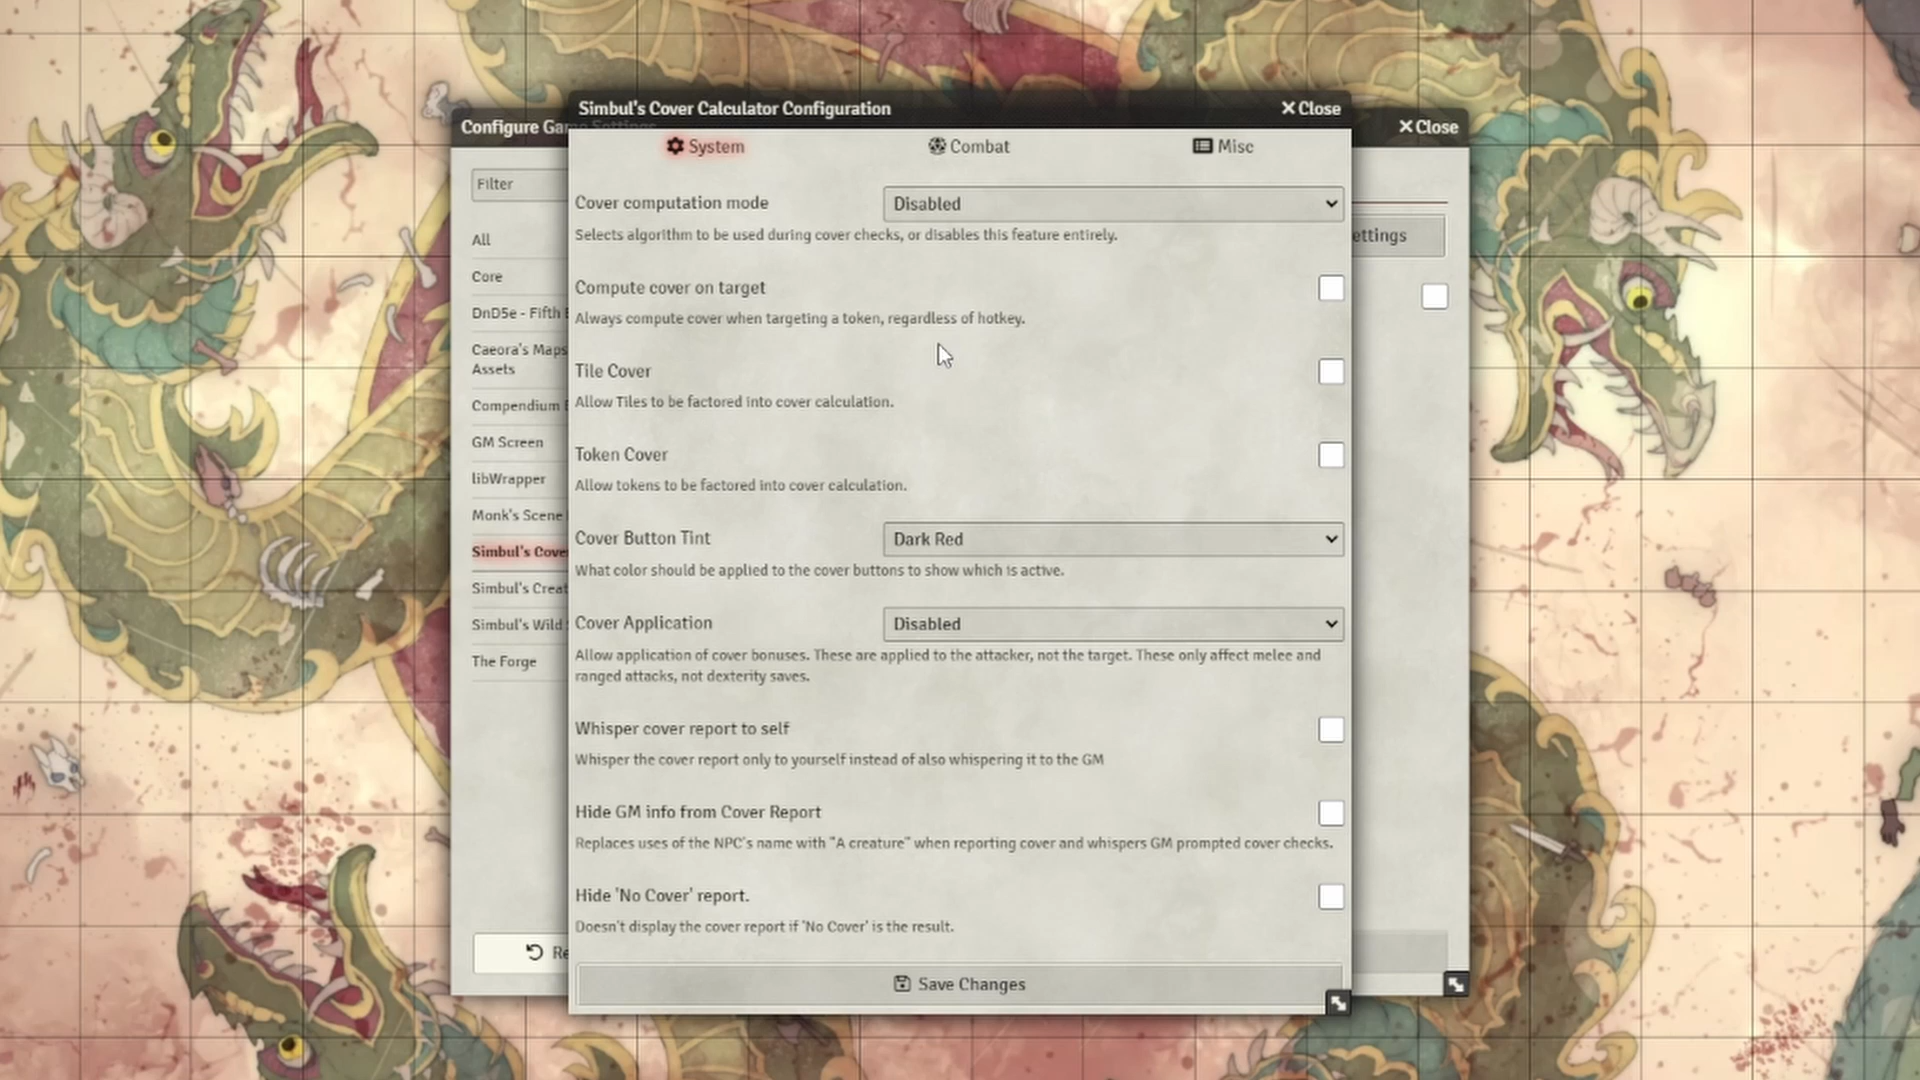 Simbul's Cover Calculator Configuration
Close
Configure Game Settings
Close
System
Combat
Misc
Filter
Cover computation mode
Disabled
Selects algorithm to be used during cover checks, or disables this feature entirely.
ettings
All
Core
DnD5e - Fifth
Caeora's Maps
Assets
Compendium
GM Screen
libWrapper
Monk's Scene
Simbul's Cove
Simbul's Creat
Simbul's Wild
The Forge
Compute cover on target
Always compute cover when targeting a token, regardless of hotkey.
Tile Cover
Allow Tiles to be factored into cover calculation.
Token Cover
Allow tokens to be factored into cover calculation.
Cover Button Tint
Dark Red
What color should be applied to the cover buttons to show which is active.
Cover Application
Disabled
Allow application of cover bonuses. These are applied to the attacker, not the target. These only affect melee and
ranged attacks, not dexterity saves.
Whisper cover report to self
Whisper the cover report only to yourself instead of also whispering it to the GM
Hide GM info from Cover Report
Replaces uses of the NPC's name with "A creature" when reporting cover and whispers GM prompted cover checks.
Hide 'No Cover' report.
Doesn't display the cover report if 'No Cover' is the result.
Re
Save Changes